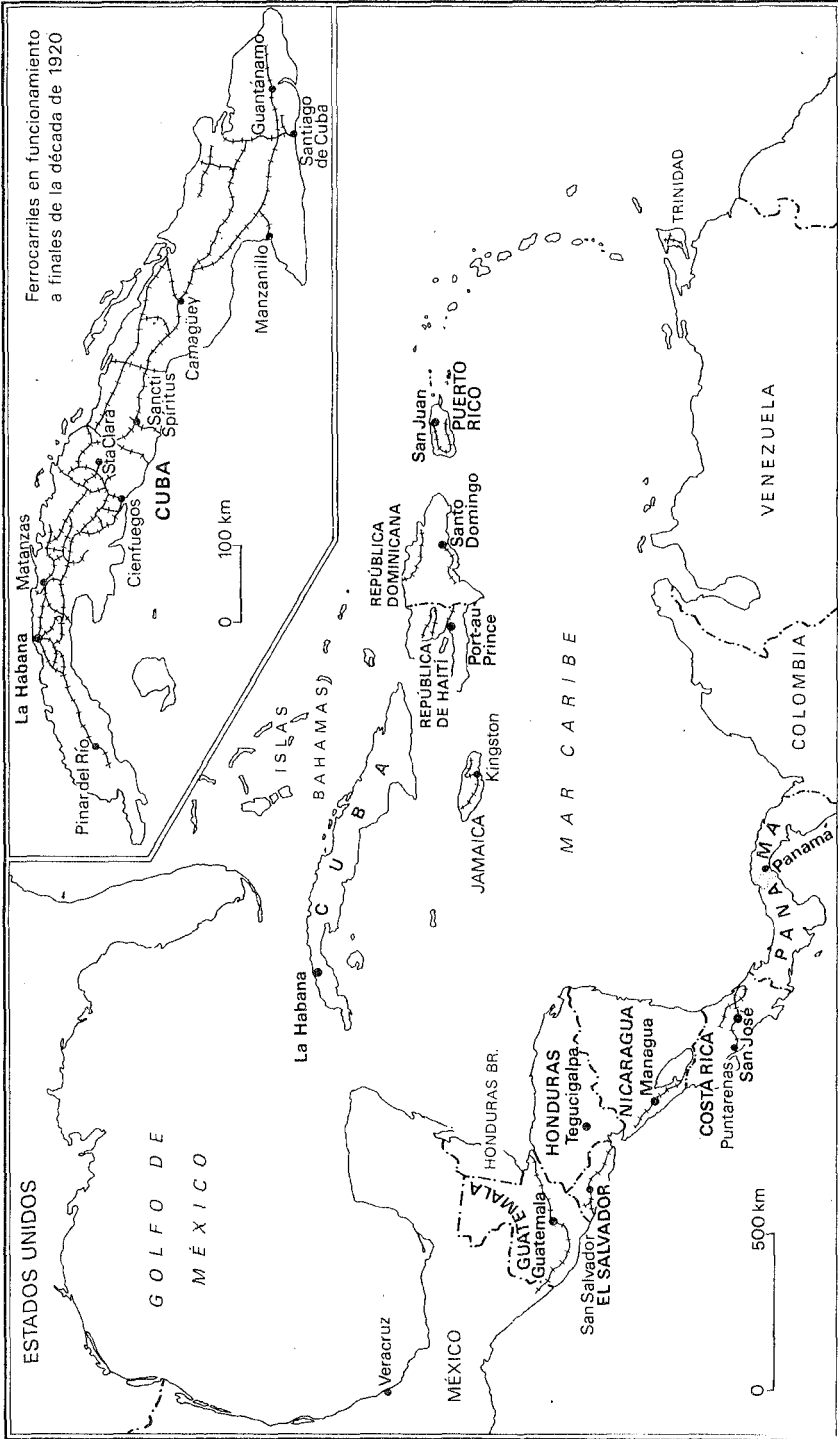 ESTADOS UNIDOS
GOLFO DE
MÉXICO
Veracruz
MÉXICO
HONDURAS BR.
GUATEMALA
Guatemala
San Salvador
EL SALVADOR
HONDURAS
Tegucigalpa
NICARAGUA
Managua
COSTA RICA
Puntarenas
San José
PANAMA
Panamá
0 500 km
La Habana
CUBA
ISLAS
BAHAMAS
JAMAICA
Kingston
REPÚBLICA
DE HAITÍ
Port-au
Prince
REPÚBLICA
DOMINICANA
Santo
Domingo
San Juan
PUERTO
RICO
MAR CARIBE
TRINIDAD
VENEZUELA
COLOMBIA
Ferrocarriles en funcionamiento
a finales de la década de 1920
La Habana
Matanzas
Pinar del Río
Cienfuegos
Sta Clara
CUBA
Sancti
Spíritus
Camagüey
Manzanillo
Guantánamo
Santiago
de Cuba
0 100 km